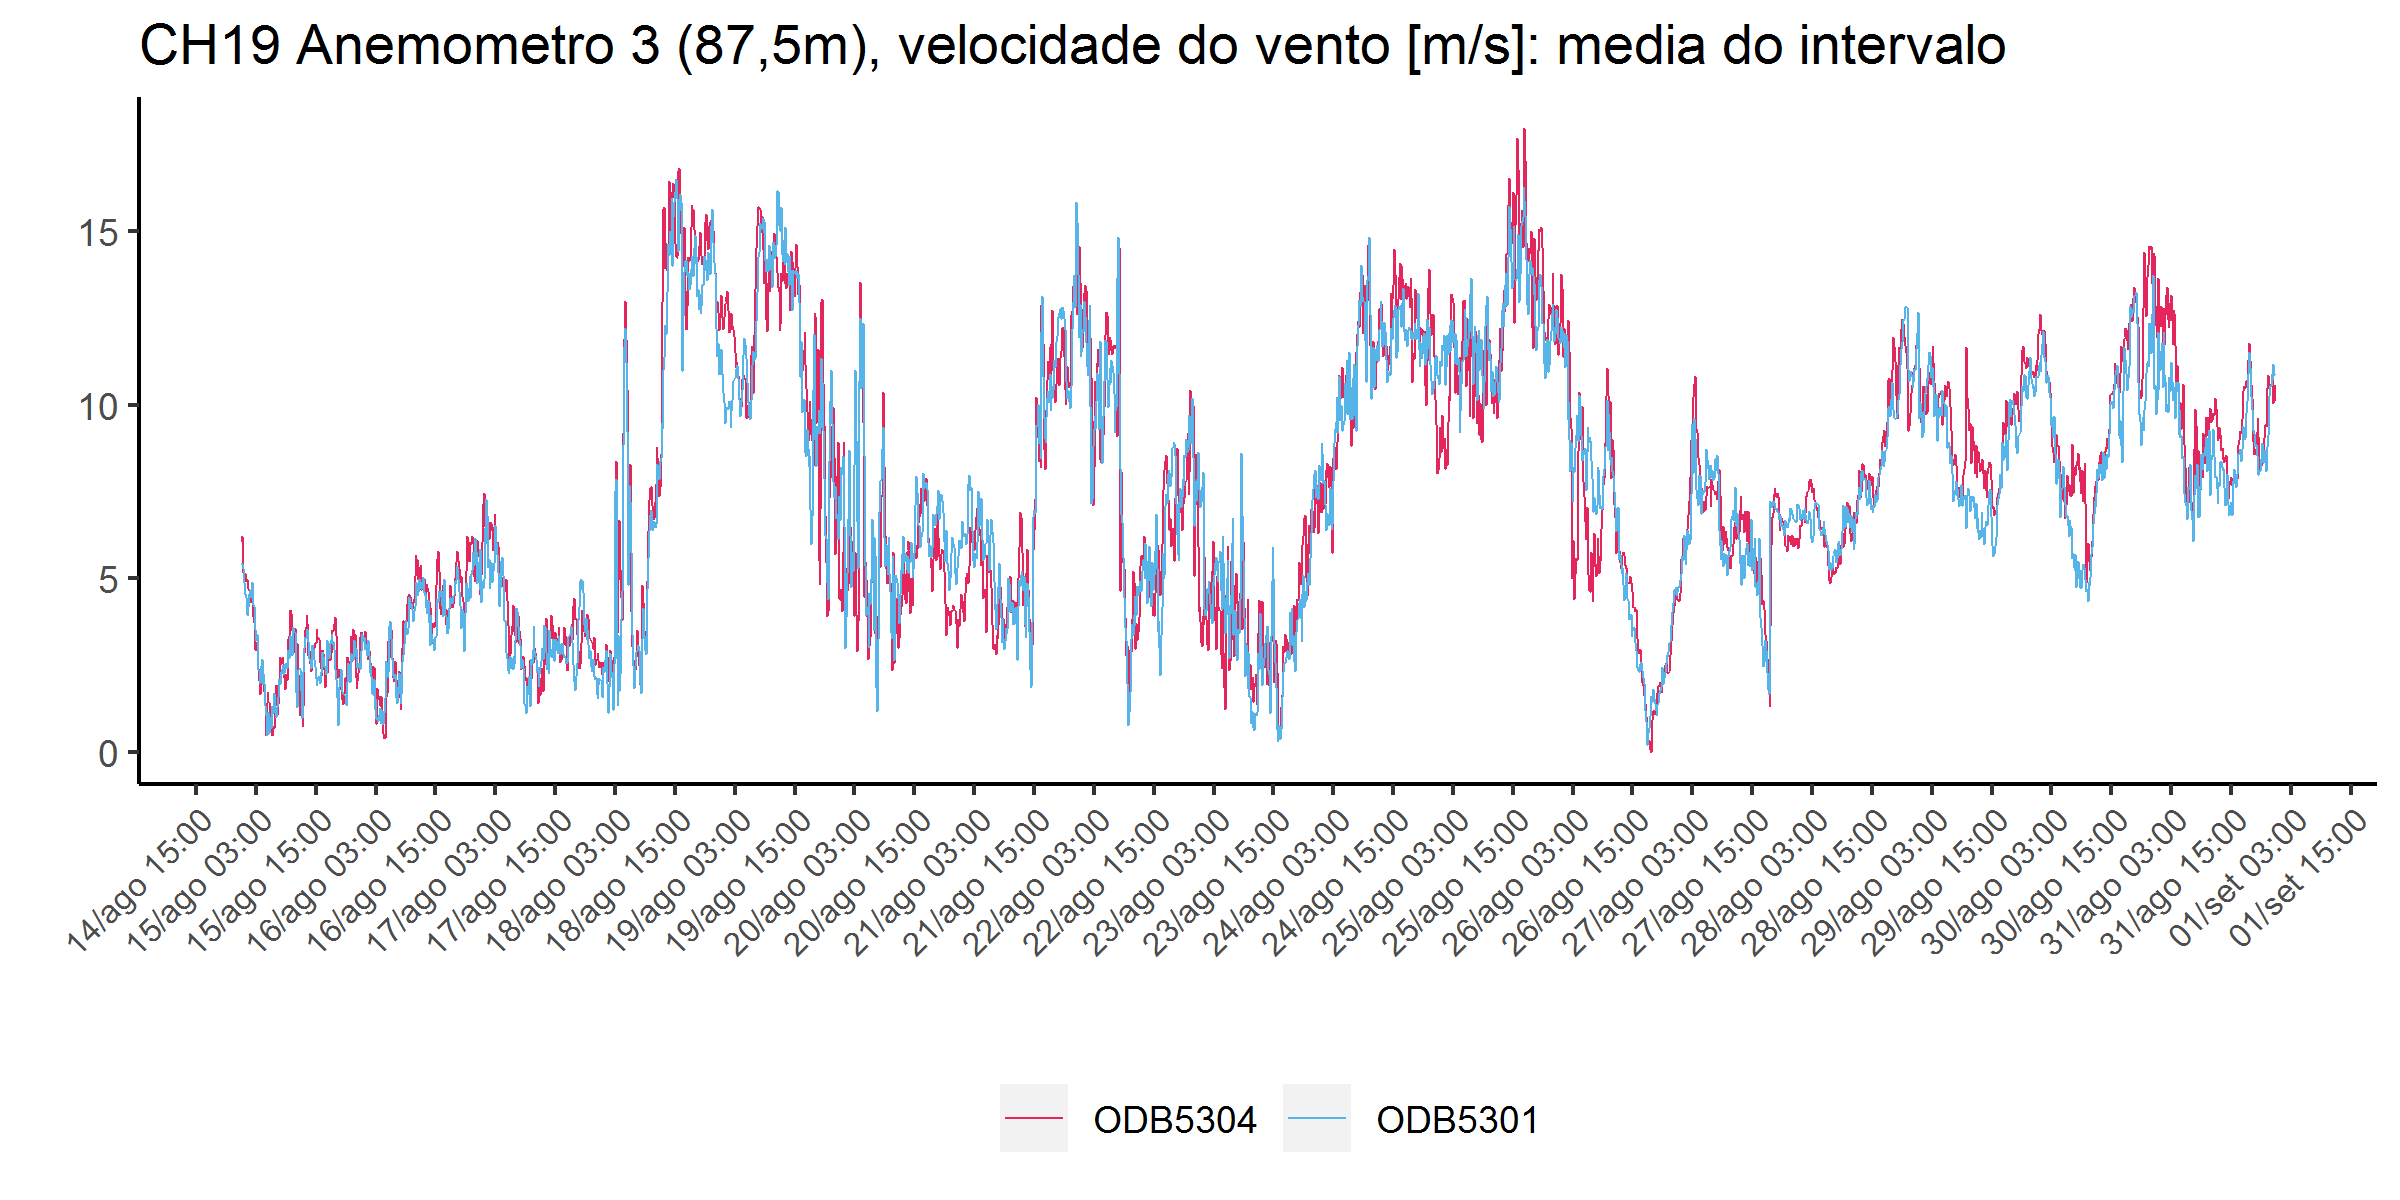 CH19 Anemometro 3 (87,5m), velocidade do vento [m/s]: media do intervalo
15
10
5
0
14/ago 15:00
15/ago 03:00
15/ago 15:00
16/ago 03:00
16/ago 15:00
17/ago 03:00
17/ago 15:00
18/ago 03:00
18/ago 15:00
19/ago 03:00
19/ago 15:00
20/ago 03:00
20/ago 15:00
21/ago 03:00
21/ago 15:00
22/ago 03:00
22/ago 15:00
23/ago 03:00
23/ago 15:00
24/ago 03:00
24/ago 15:00
25/ago 03:00
25/ago 15:00
26/ago 03:00
26/ago 15:00
27/ago 03:00
27/ago 15:00
28/ago 03:00
28/ago 15:00
29/ago 03:00
29/ago 15:00
30/ago 03:00
30/ago 15:00
31/ago 03:00
31/ago 15:00
01/set 03:00
01/set 15:00
ODB5304
ODB5301